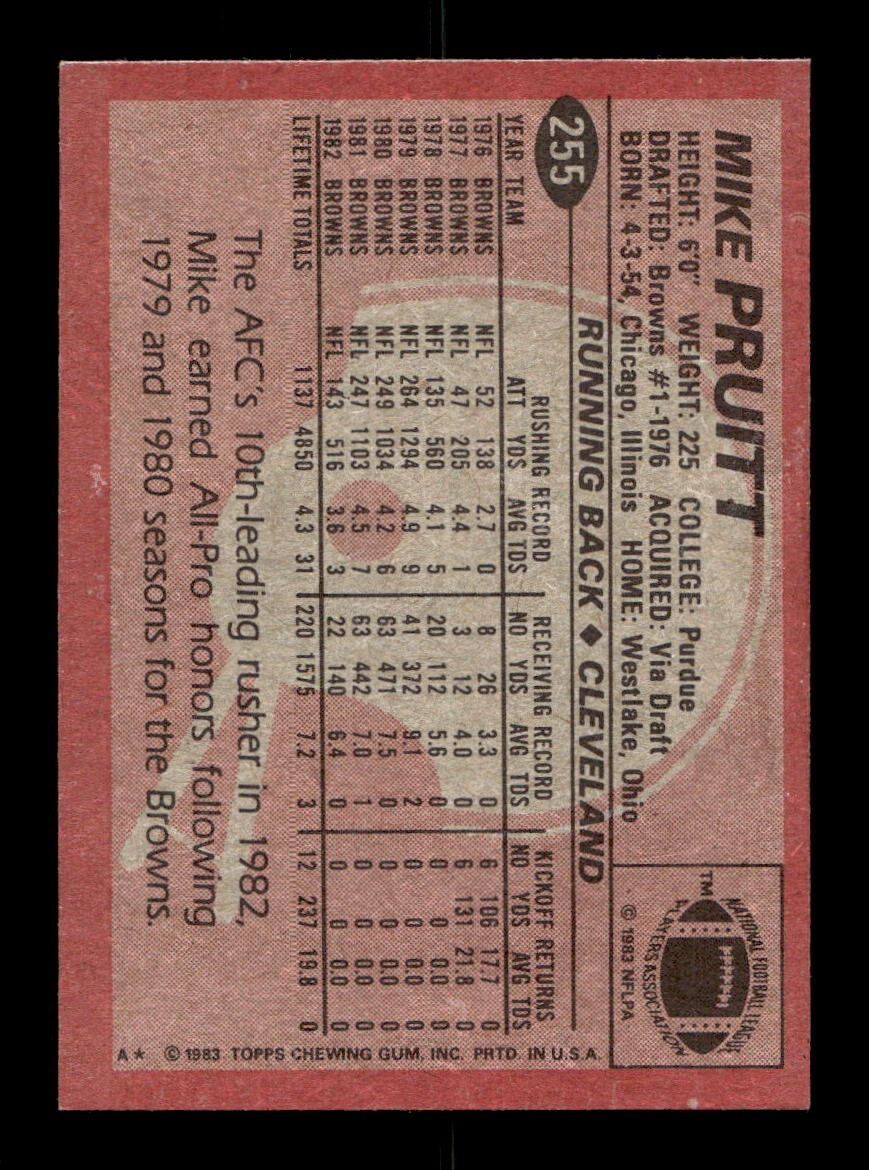 MIKE PRUITT
HEIGHT: 6'0" WEIGHT: 225 COLLEGE: Purdue
DRAFTED: Browns #1-1976 ACQUIRED: Via Draft
BORN: 4-3-54, Chicago, Illinois HOME: Westlake, Ohio
NATIONAL FOOTBALL LEAGUE
PLAYERS ASSOCIATION
TM
© 1983 NFLPA
255
RUNNING BACK ◆ CLEVELAND
RUSHING RECORD RECEIVING RECORD KICKOFF RETURNS
YEAR TEAM ATT YDS AVG TDS NO YDS AVG TDS NO YDS AVG TDS
1976 BROWNS NFL 52 138 2.7 0 8 26 3.3 0 6 106 17.7 0
1977 BROWNS NFL 47 205 4.4 1 3 12 4.0 0 6 131 21.8 0
1978 BROWNS NFL 135 560 4.1 5 20 112 5.6 0 0 0 0.0 0
1979 BROWNS NFL 264 1294 4.9 9 41 372 9.1 2 0 0 0.0 0
1980 BROWNS NFL 249 1034 4.2 6 63 471 7.5 0 0 0 0.0 0
1981 BROWNS NFL 247 1103 4.5 7 63 442 7.0 1 0 0 0.0 0
1982 BROWNS NFL 143 516 3.6 3 22 140 6.4 0 0 0 0.0 0
LIFETIME TOTALS 1137 4850 4.3 31 220 1575 7.2 3 12 237 19.8 0
The AFC's 10th-leading rusher in 1982,
Mike earned All-Pro honors following
1979 and 1980 seasons for the Browns.
A★ © 1983 TOPPS CHEWING GUM, INC. PRTD. IN U.S.A.